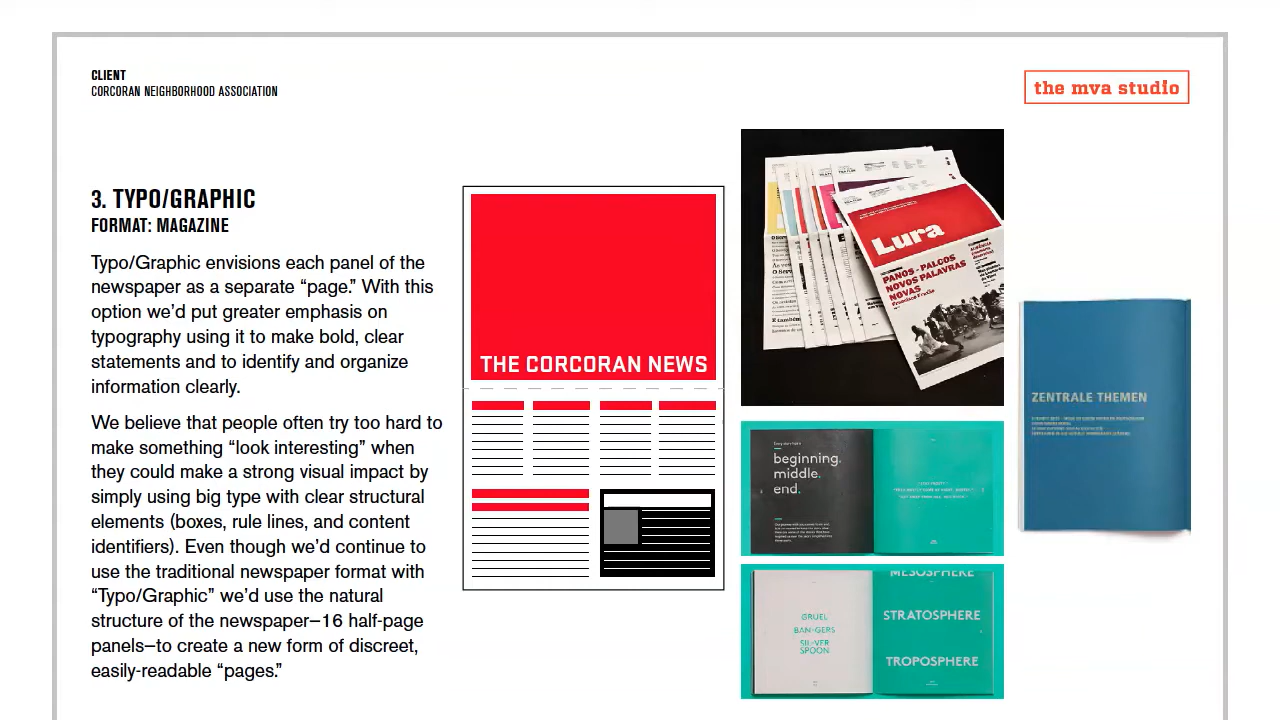 CLIENT
CORCORAN NEIGHBORHOOD ASSOCIATION
the mva studio
3. TYPO/GRAPHIC
FORMAT: MAGAZINE
Typo/Graphic envisions each panel of the
newspaper as a separate “page.” With this
option we’d put greater emphasis on
typography using it to make bold, clear
statements and to identify and organize
information clearly.
We believe that people often try too hard to
make something “look interesting” when
they could make a strong visual impact by
simply using big type with clear structural
elements (boxes, rule lines, and content
identifiers). Even though we’d continue to
use the traditional newspaper format with
“Typo/Graphic” we’d use the natural
structure of the newspaper–16 half-page
panels–to create a new form of discreet,
easily-readable “pages.”
THE CORCORAN NEWS
Lura
PANOS - PALCOS
NOVOS PALAVRAS
NOVAS
beginning.
middle.
end.
GRUEL
BAN-GERS
SIL-VER
SPOON
MESOSPHERE
STRATOSPHERE
TROPOSPHERE
ZENTRALE THEMEN